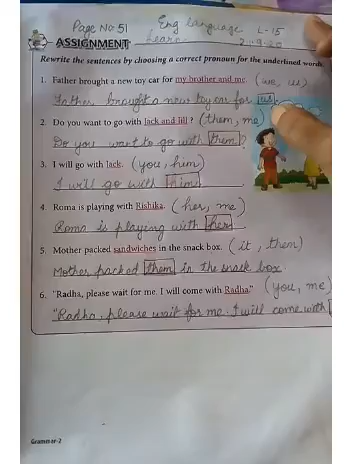 Page No 51 Eng language L-15
ASSIGNMENT
Rewrite the sentences by choosing a correct pronoun for the underlined words.
1. Father brought a new toy car for my brother and me. (we, us)
Father brought a new toy car for us
2. Do you want to go with Jack and Jill? (them, me)
Do you want to go with them?
3. I will go with Jack. (you, him)
I will go with him
4. Roma is playing with Rishika. (her, me)
Roma is playing with her
5. Mother packed sandwiches in the snack box. (it, them)
Mother packed them in the snack box.
6. "Radha, please wait for me. I will come with Radha." (you, me)
"Radha, please wait for me. I will come with
Grammar-2